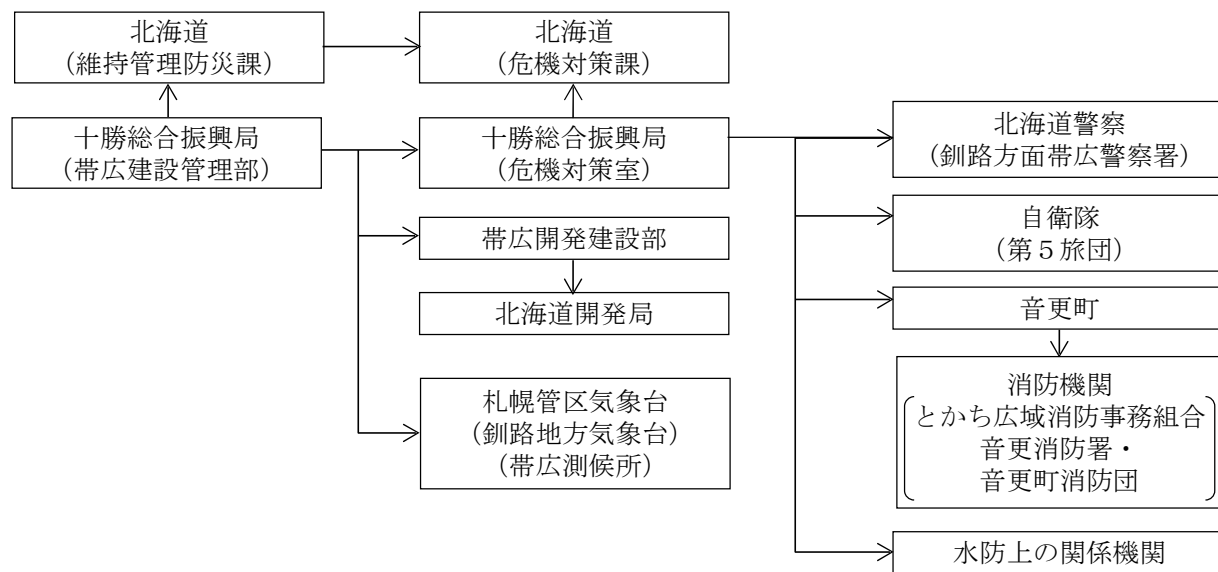 北海道
（維持管理防災課）
北海道
（危機対策課）
十勝総合振興局
（帯広建設管理部）
十勝総合振興局
（危機対策室）
北海道警察
（釧路方面帯広警察署）
帯広開発建設部
自衛隊
（第５旅団）
北海道開発局
音更町
札幌管区気象台
（釧路地方気象台）
（帯広測候所）
消防機関
とかち広域消防事務組合
音更消防署・
音更町消防団
水防上の関係機関